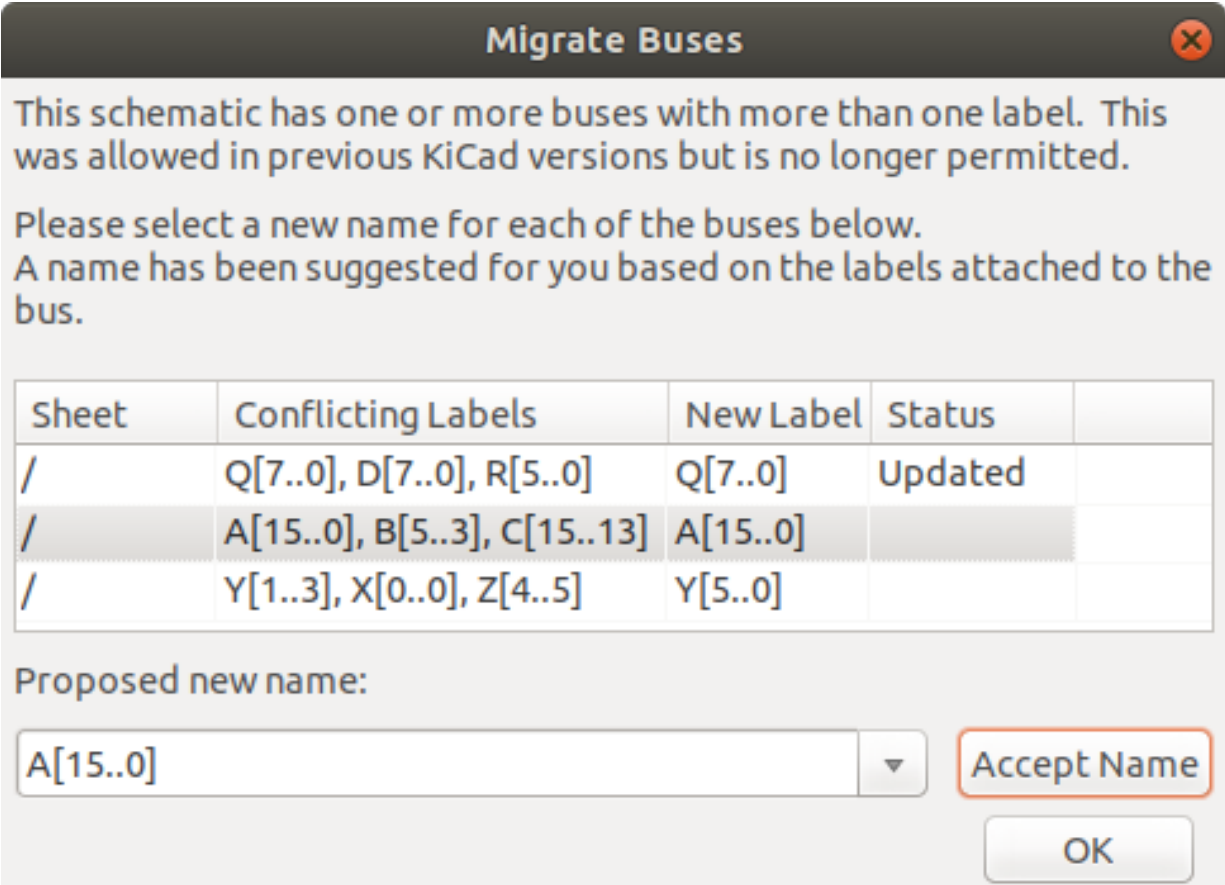 Migrate Buses
This schematic has one or more buses with more than one label.  This
was allowed in previous KiCad versions but is no longer permitted.
Please select a new name for each of the buses below.
A name has been suggested for you based on the labels attached to the
bus.
Sheet Conflicting Labels New Label Status
/ Q[7..0], D[7..0], R[5..0] Q[7..0] Updated
/ A[15..0], B[5..3], C[15..13] A[15..0]
/ Y[1..3], X[0..0], Z[4..5] Y[5..0]
Proposed new name:
A[15..0] Accept Name
OK